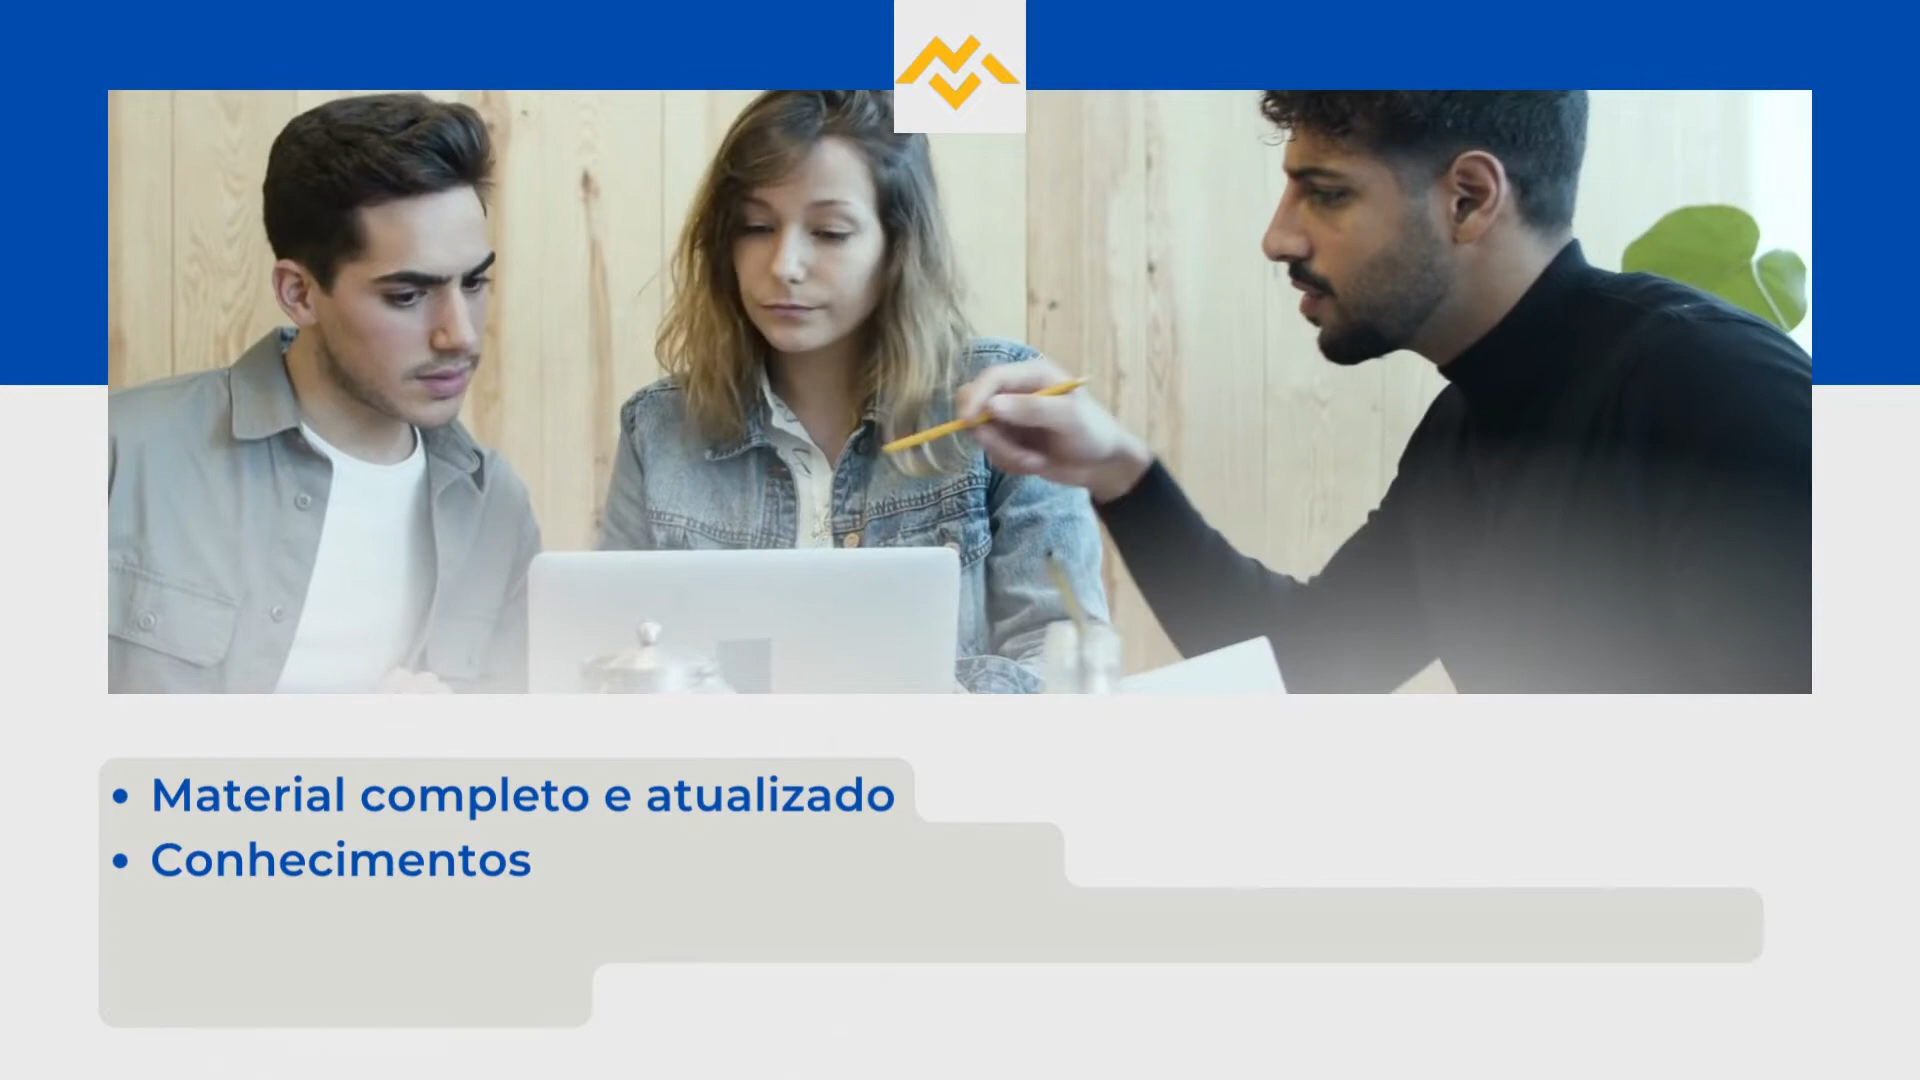 • Material completo e atualizado
• Conhecimentos